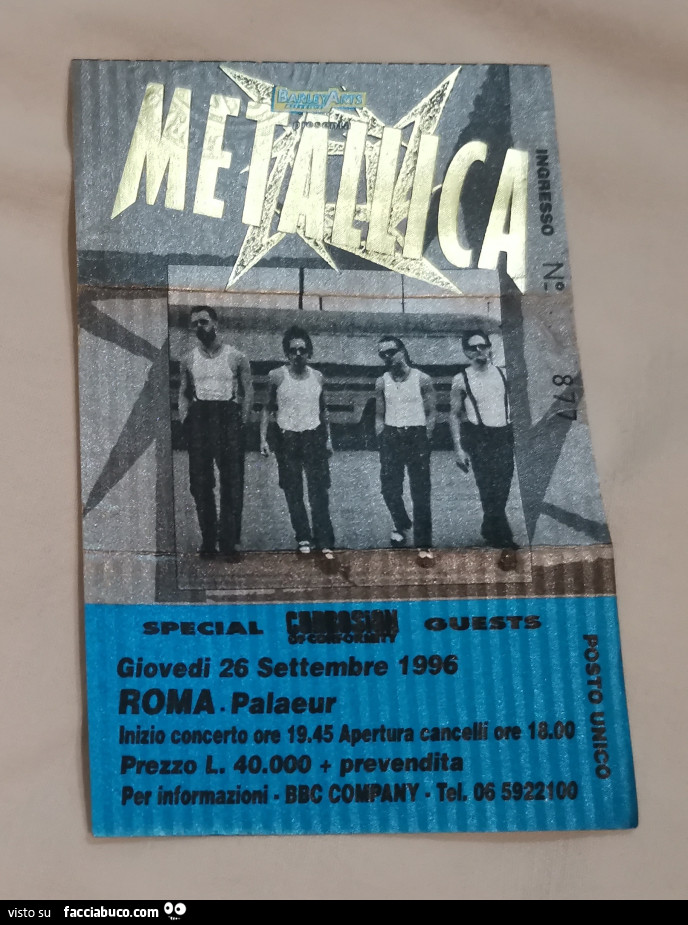 BARLEY ARTS
presenta
METALLICA
INGRESSO Nº 877
SPECIAL CORROSION OF CONFORMITY GUESTS
Giovedi 26 Settembre 1996
ROMA - Palaeur
Inizio concerto ore 19.45 Apertura cancelli ore 18.00
Prezzo L. 40.000 + prevendita
Per informazioni - BBC COMPANY - Tel. 06 5922100
POSTO UNICO
visto su facciabuco.com